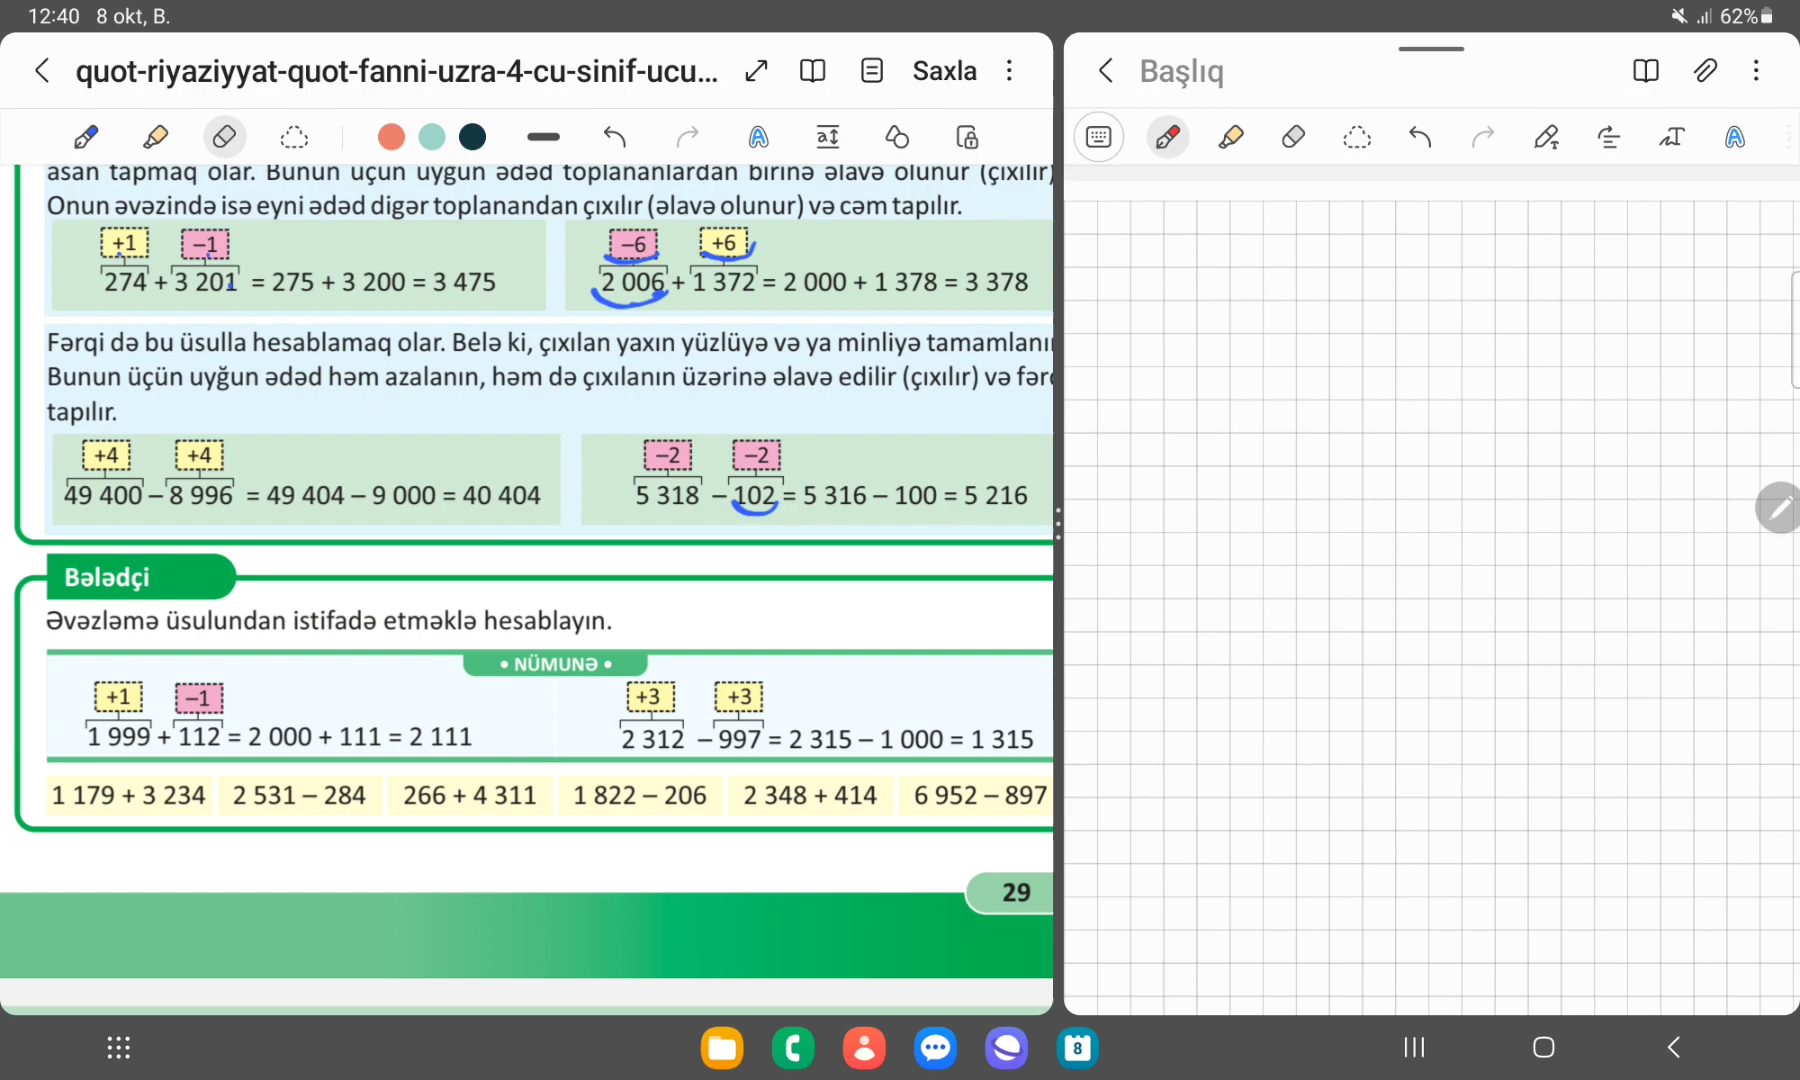 12:40 8 okt, B.
62%
quot-riyaziyyat-quot-fanni-uzra-4-cu-sinif-ucu...
Saxla
asan tapmaq olar. Bunun üçün uyğun ədəd toplananlardan birinə əlavə olunur (çıxılır)
Onun əvəzində isə eyni ədəd digər toplanandan çıxılır (əlavə olunur) və cəm tapılır.
+1 –1
274 + 3 201 = 275 + 3 200 = 3 475
–6 +6
2 006 + 1 372 = 2 000 + 1 378 = 3 378
Fərqi də bu üsulla hesablamaq olar. Belə ki, çıxılan yaxın yüzlüyə və ya minliyə
Bunun üçün uyğun ədəd həm azalanın, həm də çıxılanın üzərinə əlavə edilir (çıxılır) və
tapılır.
+4 +4
49 400 – 8 996 = 49 404 – 9 000 = 40 404
–2 –2
5 318 – 102 = 5 316 – 100 = 5 216
Bələdçi
Əvəzləmə üsulundan istifadə etməklə hesablayın.
• NÜMUNƏ •
+1 –1
1 999 + 112 = 2 000 + 111 = 2 111
+3 +3
2 312 – 997 = 2 315 – 1 000 = 1 315
1 179 + 3 234 2 531 – 284 266 + 4 311 1 822 – 206 2 348 + 414 6 952 – 897
29
Başlıq
8